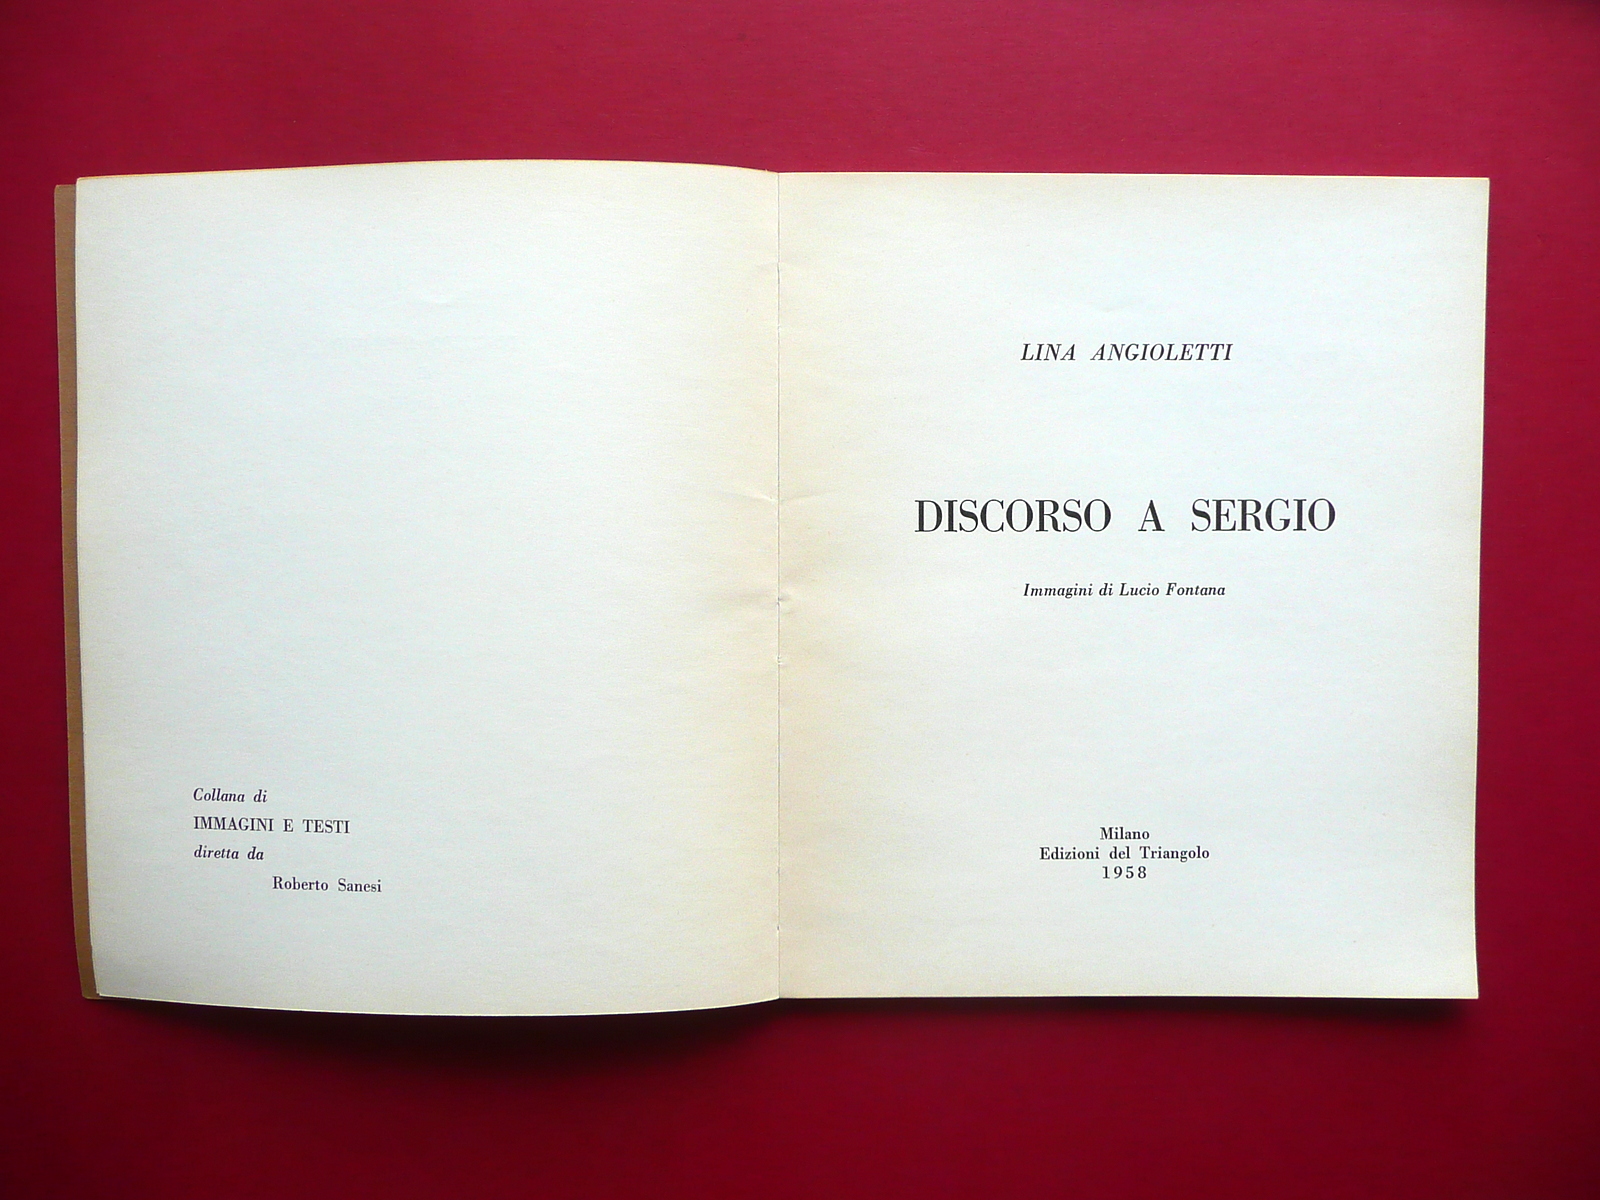 Collana di
IMMAGINI E TESTI
diretta da
Roberto Sanesi
LINA ANGIOLETTI
DISCORSO A SERGIO
Immagini di Lucio Fontana
Milano
Edizioni del Triangolo
1958